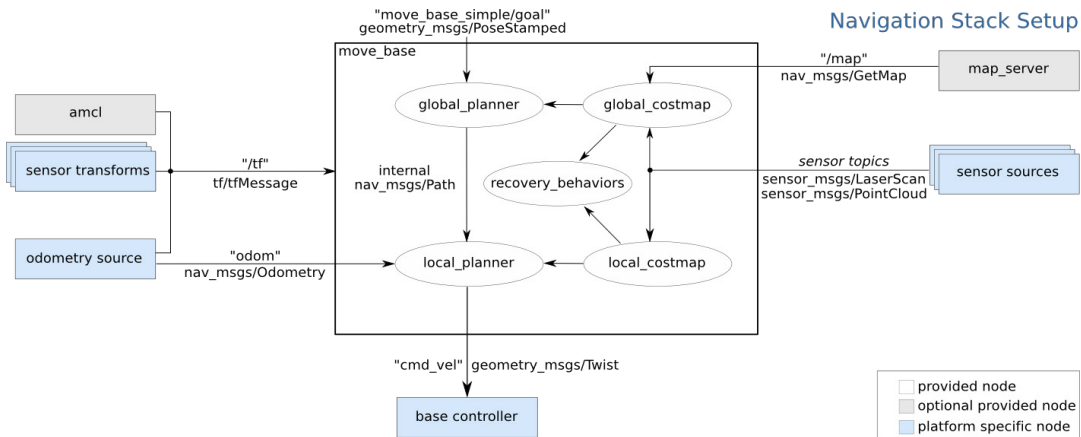 Navigation Stack Setup
"move_base_simple/goal"
geometry_msgs/PoseStamped
move_base
"/map"
nav_msgs/GetMap
map_server
global_planner
global_costmap
amcl
sensor transforms
"/tf"
tf/tfMessage
internal
nav_msgs/Path
recovery_behaviors
sensor topics
sensor_msgs/LaserScan
sensor_msgs/PointCloud
sensor sources
odometry source
"odom"
nav_msgs/Odometry
local_planner
local_costmap
"cmd_vel" geometry_msgs/Twist
base controller
provided node
optional provided node
platform specific node